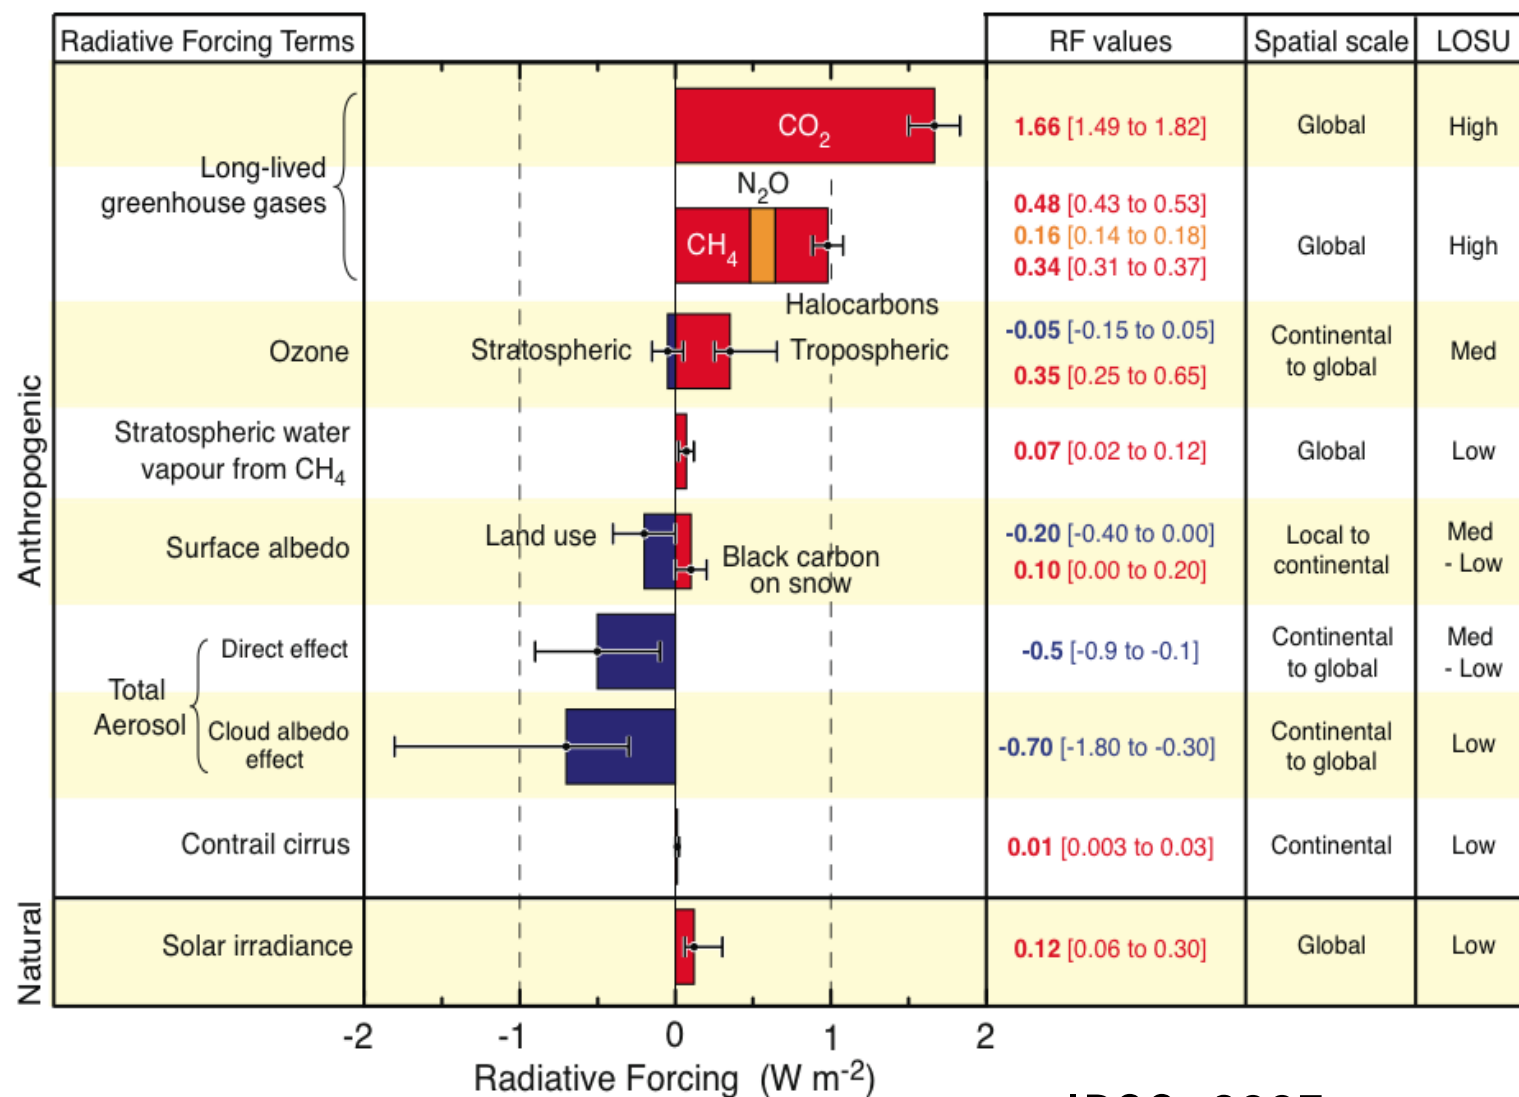 Radiative Forcing Terms
RF values
Spatial scale
LOSU
Anthropogenic
Long-lived
greenhouse gases
CO2
1.66 [1.49 to 1.82]
Global
High
N2O
CH4
Halocarbons
0.48 [0.43 to 0.53]
0.16 [0.14 to 0.18]
0.34 [0.31 to 0.37]
Global
High
Ozone
Stratospheric
Tropospheric
-0.05 [-0.15 to 0.05]
0.35 [0.25 to 0.65]
Continental
to global
Med
Stratospheric water
vapour from CH4
0.07 [0.02 to 0.12]
Global
Low
Surface albedo
Land use
Black carbon
on snow
-0.20 [-0.40 to 0.00]
0.10 [0.00 to 0.20]
Local to
continental
Med
- Low
Total
Aerosol
Direct effect
-0.5 [-0.9 to -0.1]
Continental
to global
Med
- Low
Cloud albedo
effect
-0.70 [-1.80 to -0.30]
Continental
to global
Low
Contrail cirrus
0.01 [0.003 to 0.03]
Continental
Low
Natural
Solar irradiance
0.12 [0.06 to 0.30]
Global
Low
-2 -1 0 1 2
Radiative Forcing (W m-2)